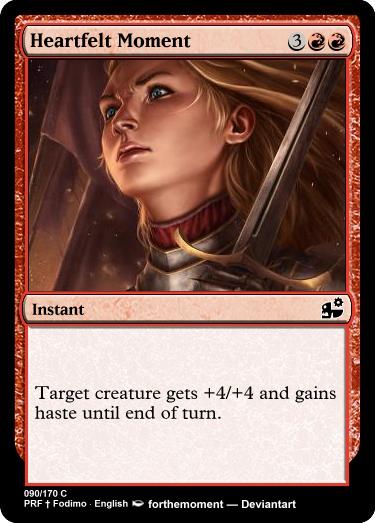 Heartfelt Moment 3
Instant
Target creature gets +4/+4 and gains
haste until end of turn.
090/170 C
PRF † Fodimo · English forthemoment — Deviantart